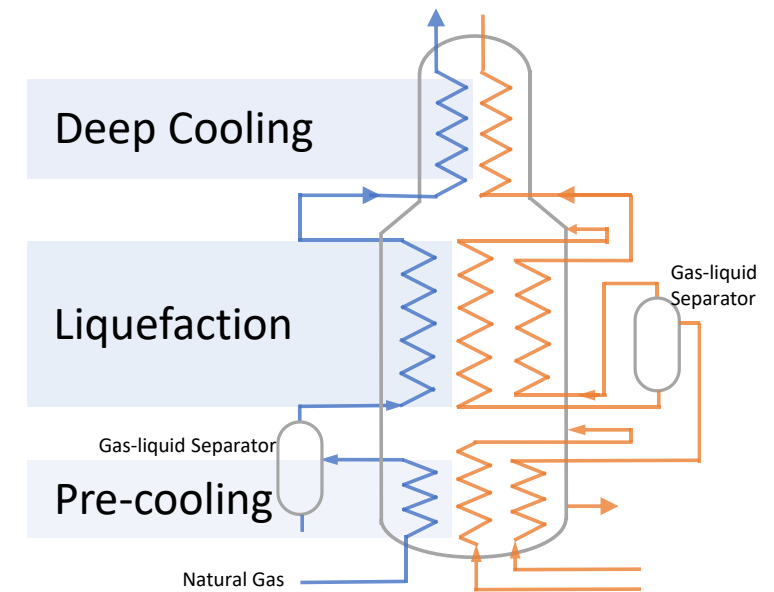 Deep Cooling
Gas-liquid
Separator
Liquefaction
Gas-liquid Separator
Pre-cooling
Natural Gas